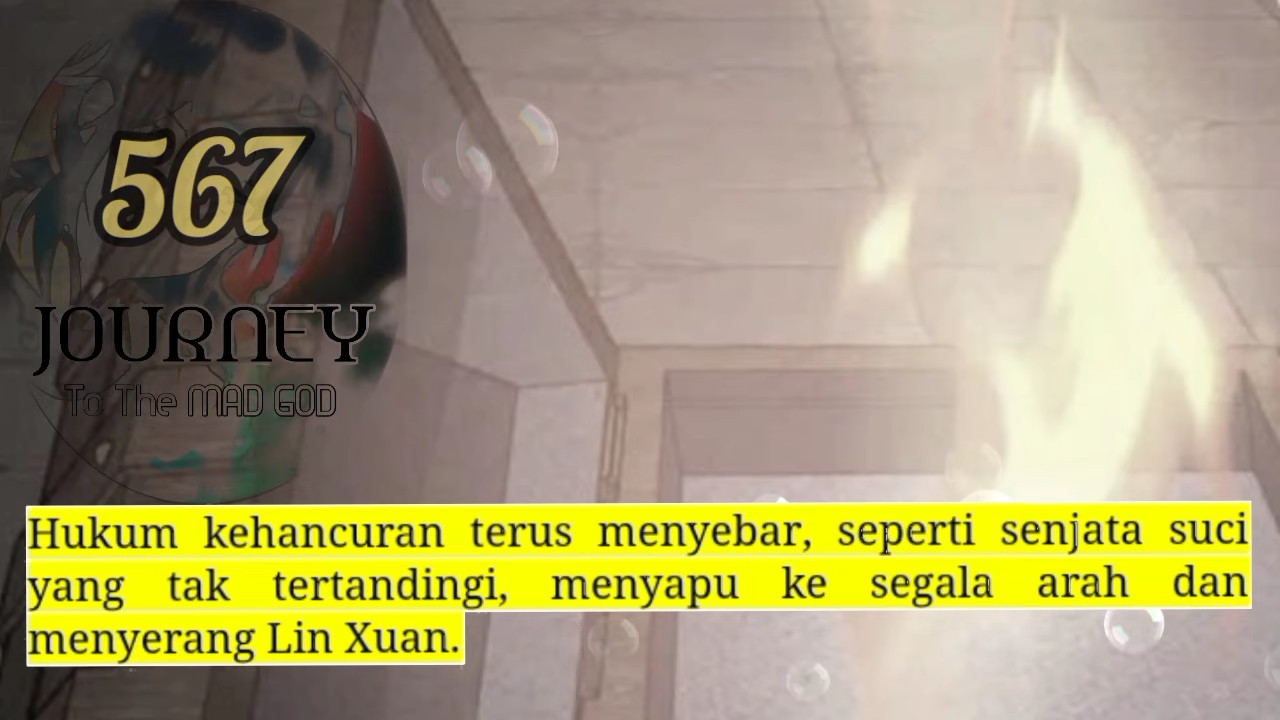 567
JOURNEY
To The MAD GOD
Hukum kehancuran terus menyebar, seperti senjata suci
yang tak tertandingi, menyapu ke segala arah dan
menyerang Lin Xuan.